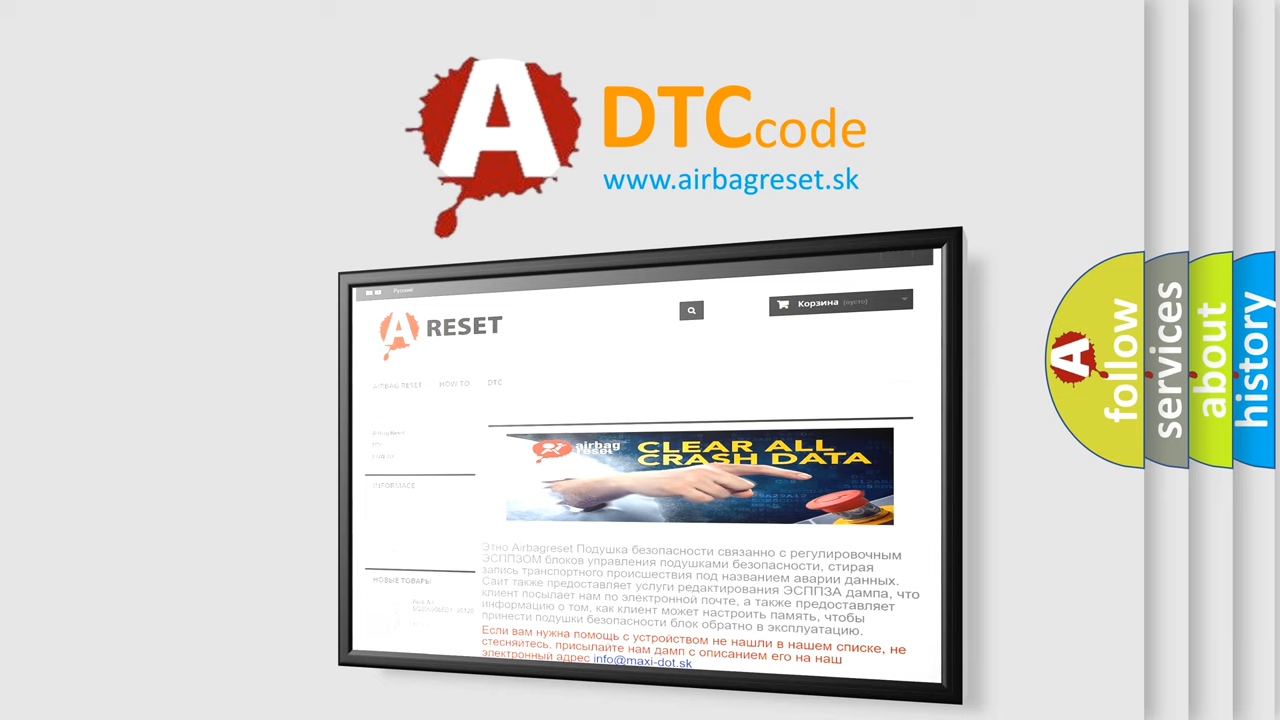 A DTCcode
www.airbagreset.sk
Русский
A RESET
Корзина (пусто)
AIRBAG RESET HOW TO DTC
INFORMACE
НОВЫЕ ТОВАРЫ
airbag
reset
CLEAR ALL
CRASH DATA
Этно Airbagreset Подушка безопасности связанно с регулировочным
ЭСППЗОМ блоков управления подушками безопасности, стирая
запись транспортного происшествия под названием аварии данных.
Сайт также предоставляет услуги редактирования ЭСППЗА дампа, что
клиент посылает нам по электронной почте, а также предоставляет
информацию о том, как клиент может настроить память, чтобы
принести подушки безопасности блок обратно в эксплуатацию.
Если вам нужна помощь с устройством не нашли в нашем списке, не
стесняйтесь, присылайте нам дамп с описанием его на наш
электронный адрес info@maxi-dot.sk
A
follow
services
about
history